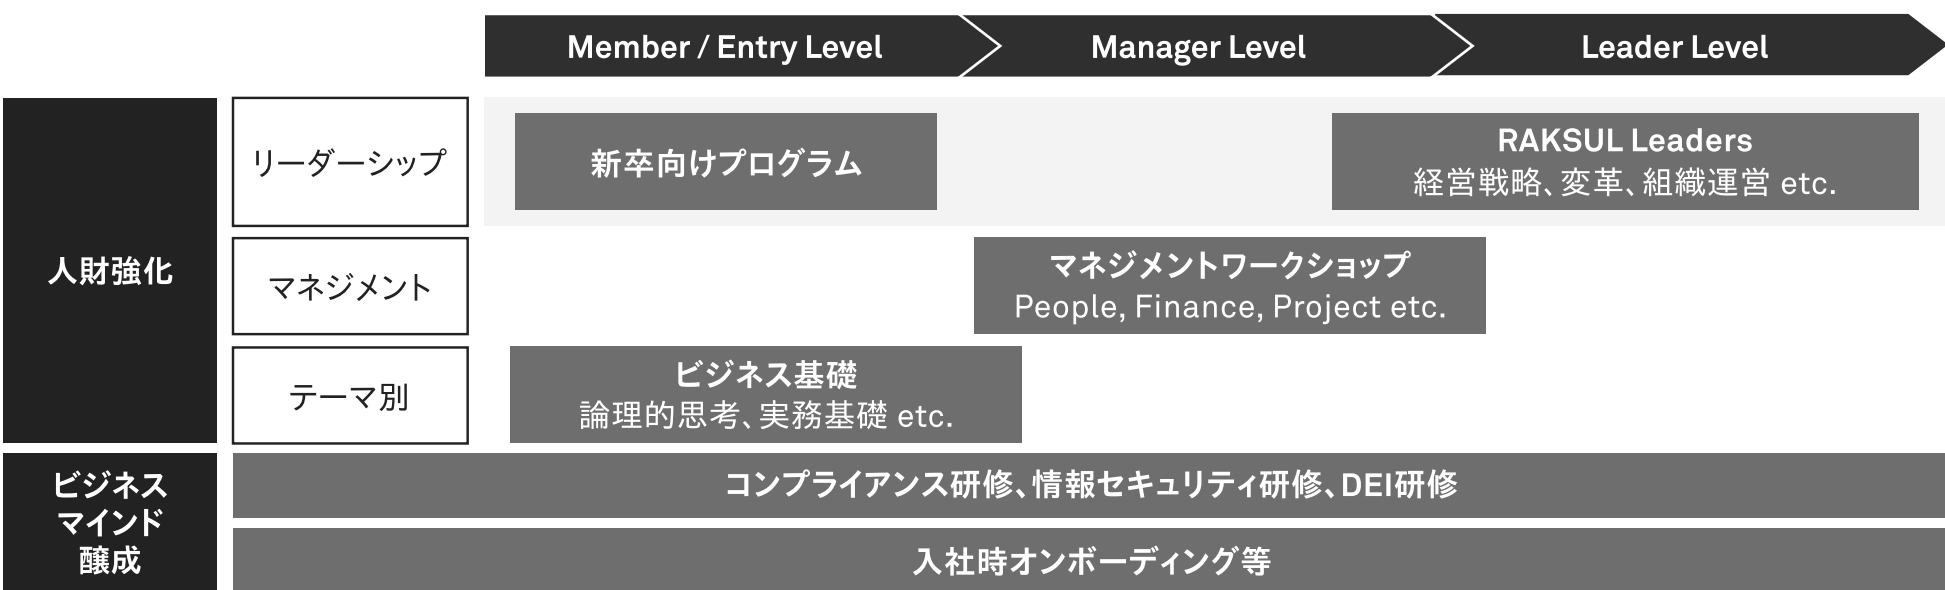 Member / Entry Level
Manager Level
Leader Level
人財強化
リーダーシップ
新卒向けプログラム
RAKSUL Leaders
経営戦略、変革、組織運営 etc.
マネジメント
マネジメントワークショップ
People, Finance, Project etc.
テーマ別
ビジネス基礎
論理的思考、実務基礎 etc.
ビジネス
マインド
醸成
コンプライアンス研修、情報セキュリティ研修、DEI研修
入社時オンボーディング等